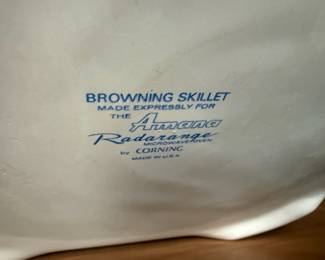 BROWNING SKILLET
MADE EXPRESSLY FOR
THE Amana
Radarange
MICROWAVE OVEN
by CORNING
MADE IN U.S.A.